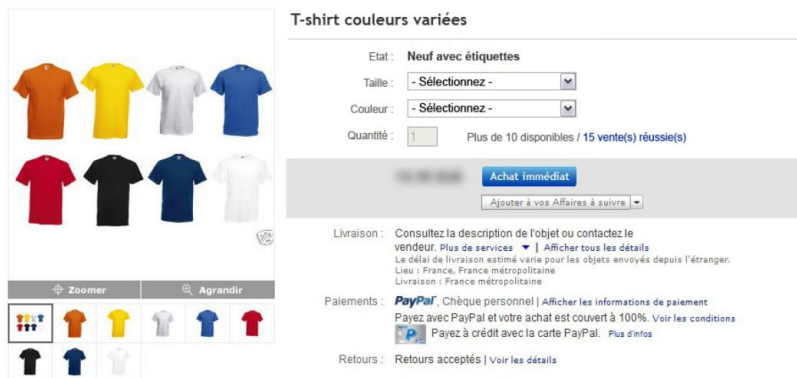 T-shirt couleurs variées
Etat : Neuf avec étiquettes
Taille : - Sélectionnez -
Couleur : - Sélectionnez -
Quantité : 1 Plus de 10 disponibles / 15 vente(s) réussie(s)
Achat immédiat
Ajouter à vos Affaires à suivre
Livraison : Consultez la description de l'objet ou contactez le
vendeur. Plus de services | Afficher tous les détails
Le délai de livraison estimé varie pour les objets envoyés depuis l'étranger.
Lieu : France, France métropolitaine
Livraison : France métropolitaine
Paiements : PayPal, Chèque personnel | Afficher les informations de paiement
Payez avec PayPal et votre achat est couvert à 100%. Voir les conditions
Payez à crédit avec la carte PayPal. Plus d'infos
Retours : Retours acceptés | Voir les détails
Zoomer Agrandir